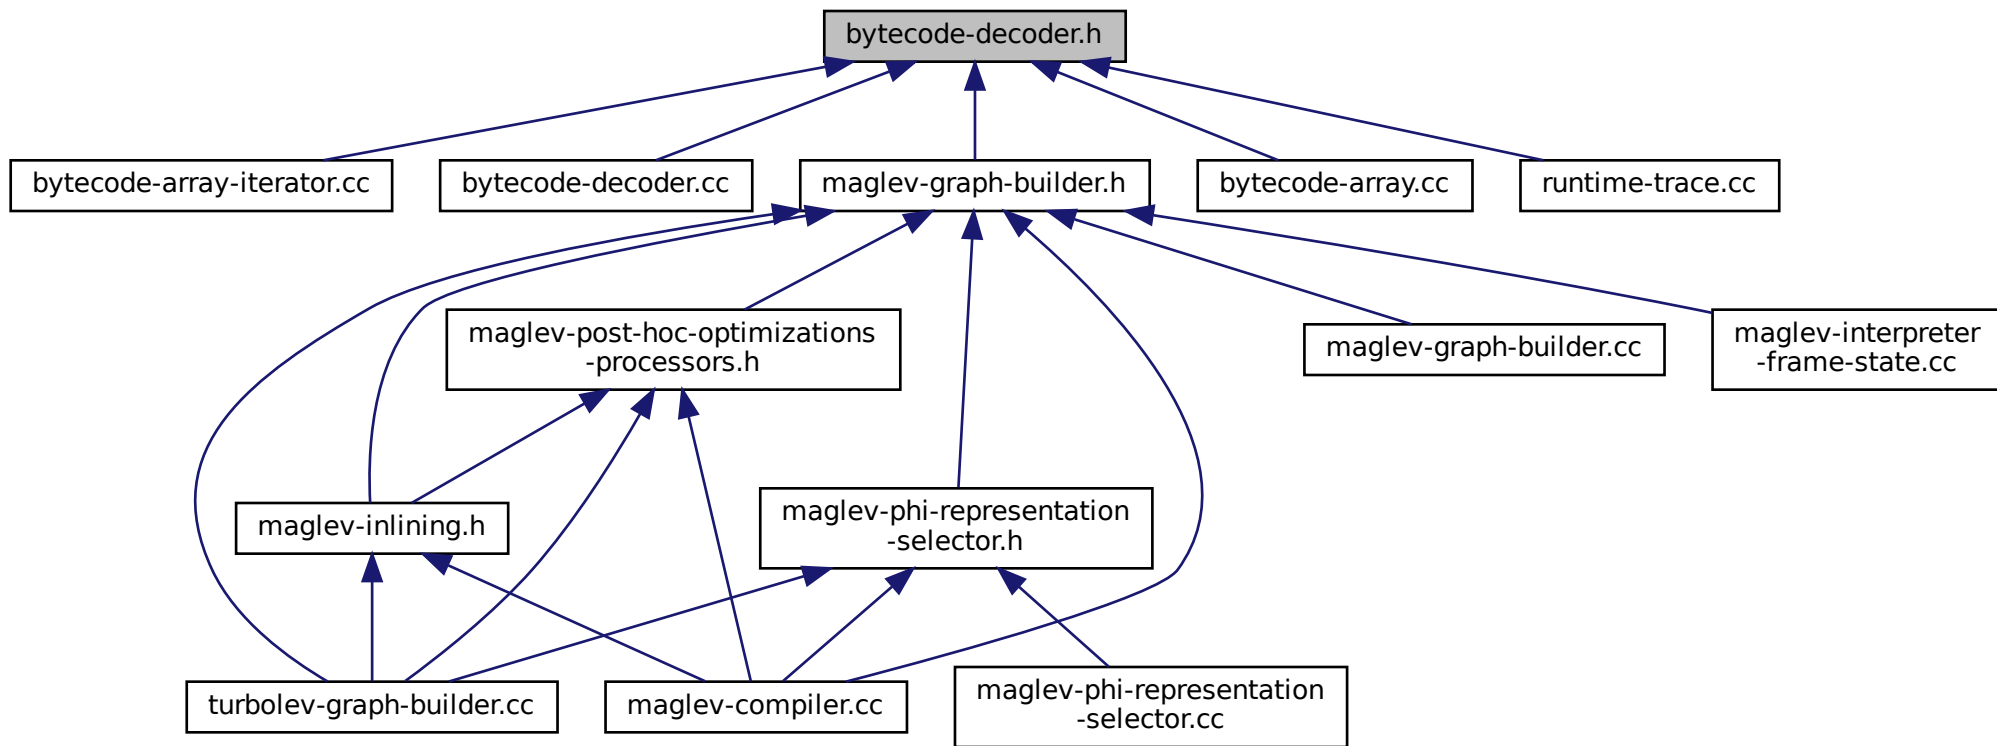 bytecode-decoder.h
bytecode-array-iterator.cc
bytecode-decoder.cc
maglev-graph-builder.h
bytecode-array.cc
runtime-trace.cc
maglev-post-hoc-optimizations
-processors.h
maglev-graph-builder.cc
maglev-interpreter
-frame-state.cc
maglev-inlining.h
maglev-phi-representation
-selector.h
turbolev-graph-builder.cc
maglev-compiler.cc
maglev-phi-representation
-selector.cc